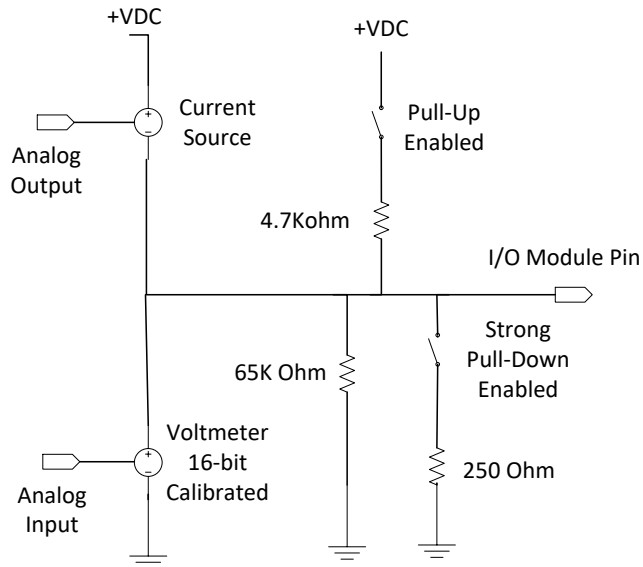 +VDC
+VDC
Current
Source
Pull-Up
Enabled
Analog
Output
4.7Kohm
I/O Module Pin
Strong
Pull-Down
Enabled
65K Ohm
Voltmeter
16-bit
Calibrated
250 Ohm
Analog
Input